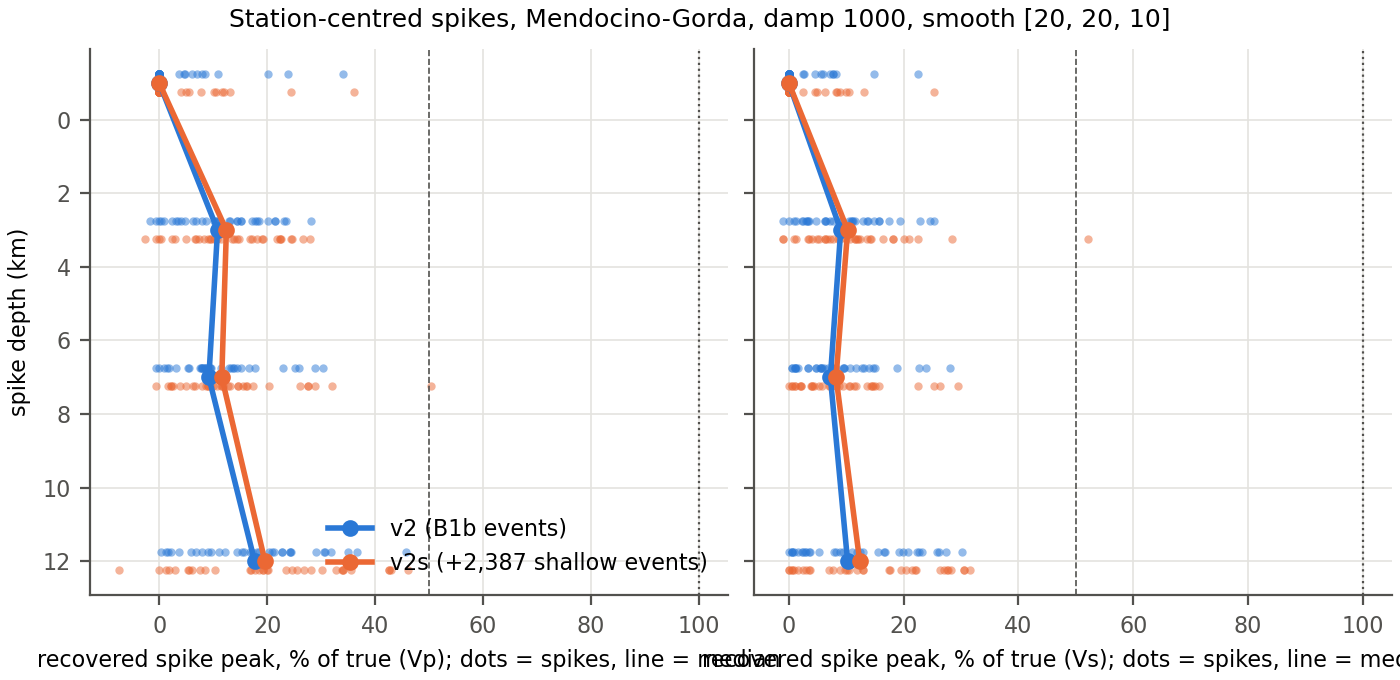 Station-centred spikes, Mendocino-Gorda, damp 1000, smooth [20, 20, 10]
spike depth (km)
0
2
4
6
8
10
12
v2 (B1b events)
v2s (+2,387 shallow events)
0 20 40 60 80 100
0 20 40 60 80 100
recovered spike peak, % of true (Vp); dots = spikes, line = median
recovered spike peak, % of true (Vs); dots = spikes, line = med